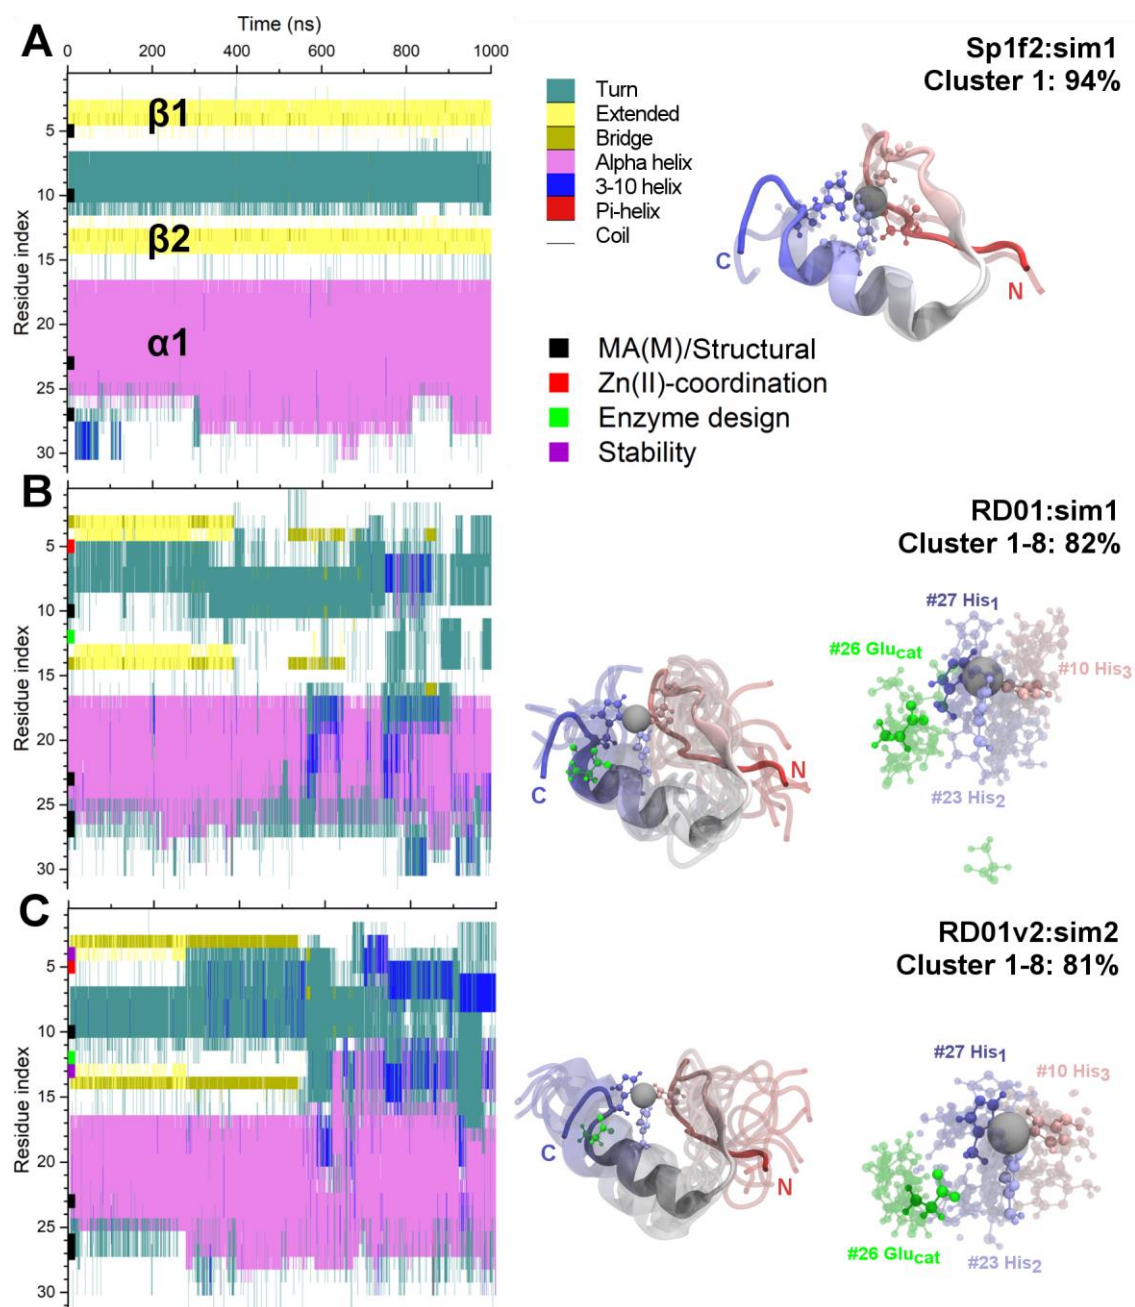 A
Time (ns)
0 200 400 600 800 1000
Residue index
5
10
15
20
25
30
β1
β2
α1
Turn
Extended
Bridge
Alpha helix
3-10 helix
Pi-helix
Coil
MA(M)/Structural
Zn(II)-coordination
Enzyme design
Stability
Sp1f2:sim1
Cluster 1: 94%
C
N
B
Residue index
5
10
15
20
25
30
RD01:sim1
Cluster 1-8: 82%
C
N
#27 His1
#26 Glucat
#10 His3
#23 His2
C
Residue index
5
10
15
20
25
30
RD01v2:sim2
Cluster 1-8: 81%
C
N
#27 His1
#10 His3
#26 Glucat
#23 His2